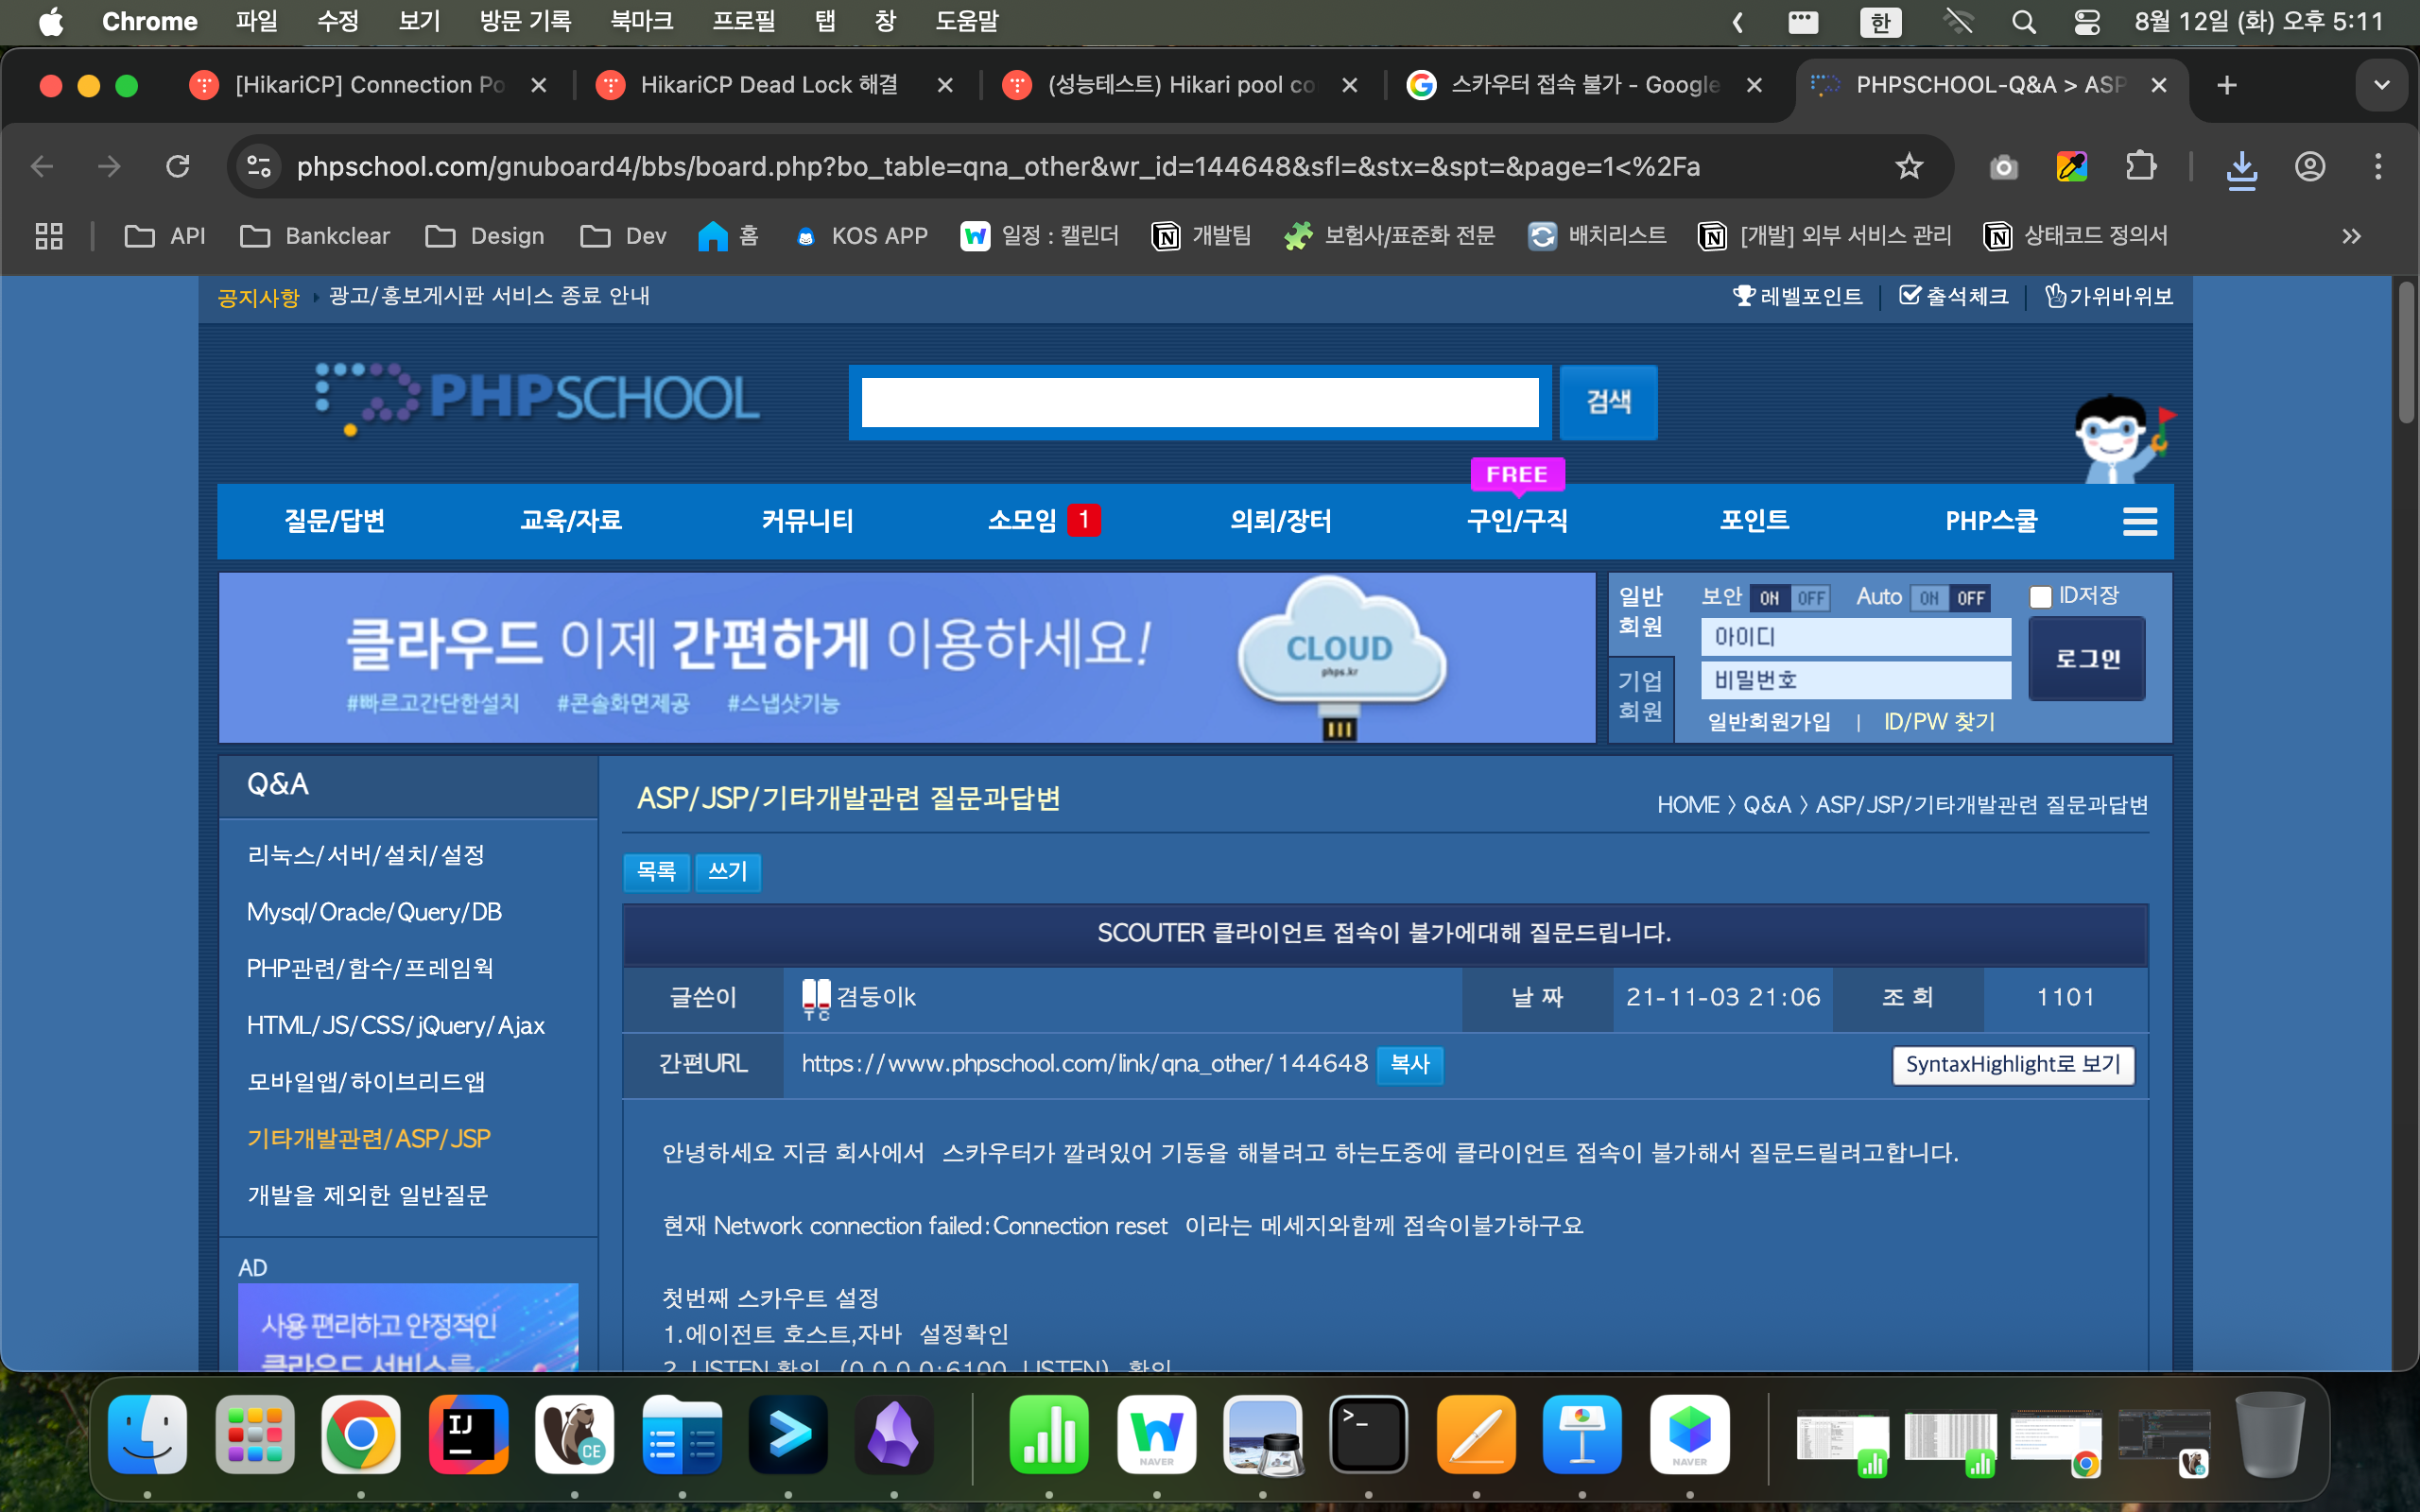 Chrome 파일 수정 보기 방문 기록 북마크 프로필 탭 창 도움말 한 8월 12일 (화) 오후 5:11
[HikariCP] Connection Po HikariCP Dead Lock 해결 (성능테스트) Hikari pool co 스카우터 접속 불가 - Google PHPSCHOOL-Q&A > ASP
phpschool.com/gnuboard4/bbs/board.php?bo_table=qna_other&wr_id=144648&sfl=&stx=&spt=&page=1<%2Fa
API Bankclear Design Dev 홈 KOS APP 일정 : 캘린더 개발팀 보험사/표준화 전문 배치리스트 [개발] 외부 서비스 관리 상태코드 정의서
공지사항 광고/홍보게시판 서비스 종료 안내 레벨포인트 출석체크 가위바위보
PHPSCHOOL 검색
FREE
질문/답변 교육/자료 커뮤니티 소모임 1 의뢰/장터 구인/구직 포인트 PHP스쿨
클라우드 이제 간편하게 이용하세요!
#빠르고간단한설치 #콘솔화면제공 #스냅샷기능
CLOUD
phps.kr
일반회원 보안 ON OFF Auto ON OFF ID저장
아이디
비밀번호
로그인
기업회원
일반회원가입 | ID/PW 찾기
Q&A
리눅스/서버/설치/설정
Mysql/Oracle/Query/DB
PHP관련/함수/프레임웍
HTML/JS/CSS/jQuery/Ajax
모바일앱/하이브리드앱
기타개발관련/ASP/JSP
개발을 제외한 일반질문
AD
사용 편리하고 안정적인
클라우드 서비스를
ASP/JSP/기타개발관련 질문과답변
HOME > Q&A > ASP/JSP/기타개발관련 질문과답변
목록 쓰기
SCOUTER 클라이언트 접속이 불가에대해 질문드립니다.
글쓴이 TC 겸둥이k 날 짜 21-11-03 21:06 조 회 1101
간편URL https://www.phpschool.com/link/qna_other/144648 복사 SyntaxHighlight로 보기
안녕하세요 지금 회사에서 스카우터가 깔려있어 기동을 해볼려고 하는도중에 클라이언트 접속이 불가해서 질문드릴려고합니다.
현재 Network connection failed:Connection reset 이라는 메세지와함께 접속이불가하구요
첫번째 스카우트 설정
1.에이전트 호스트,자바 설정확인
2. LISTEN 확인 (0.0.0.0:6100 LISTEN) 확인
IJ
CE
NAVER
NAVER